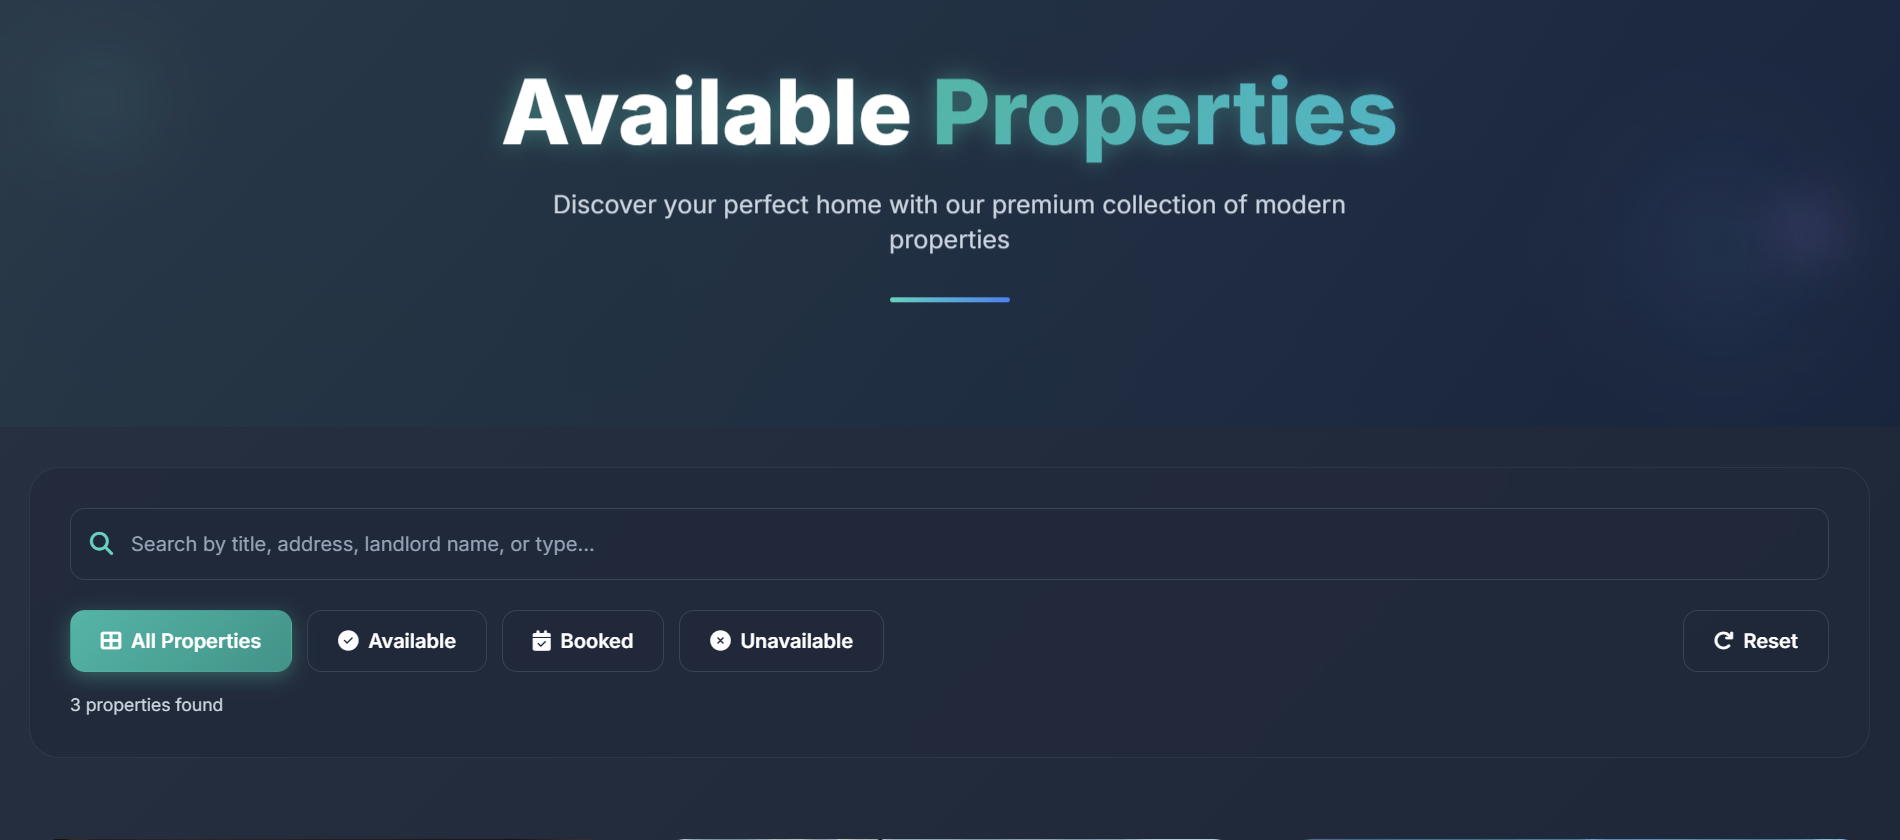 Available Properties
Discover your perfect home with our premium collection of modern
properties
Search by title, address, landlord name, or type...
All Properties
Available
Booked
Unavailable
Reset
3 properties found